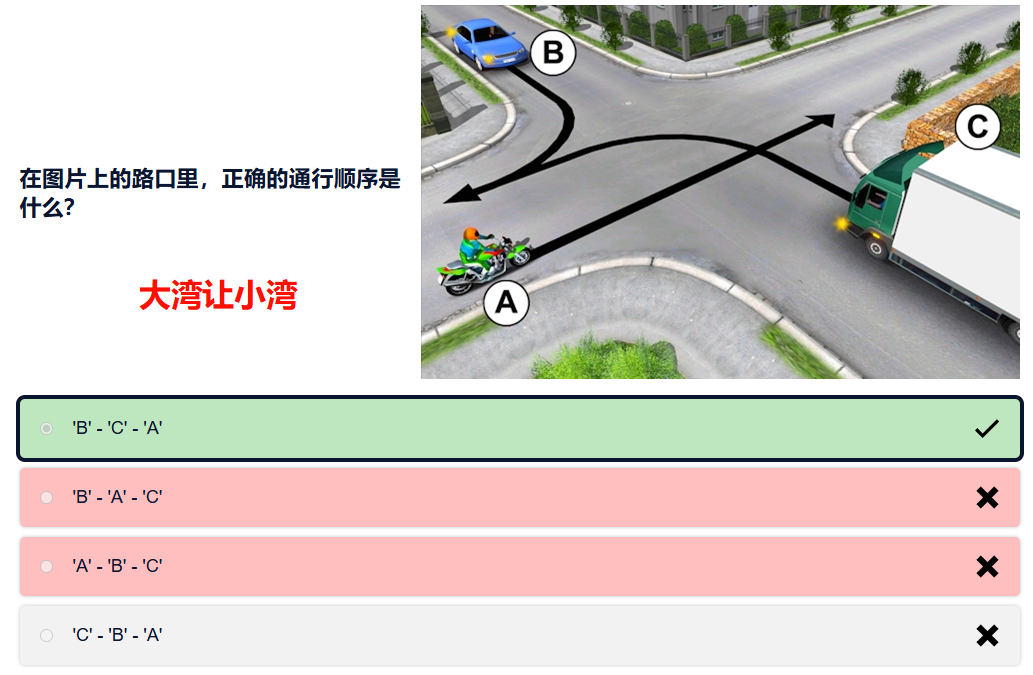 在图片上的路口里，正确的通行顺序是
什么?
大湾让小湾
B
C
A
'B' - 'C' - 'A'
'B' - 'A' - 'C'
'A' - 'B' - 'C'
'C' - 'B' - 'A'